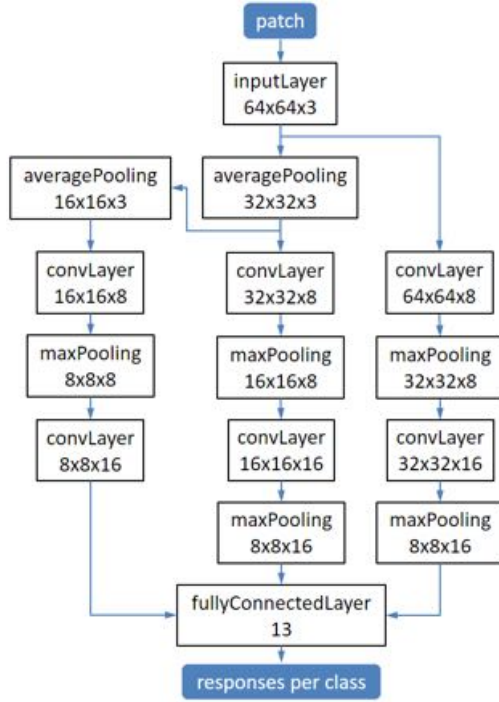 patch
inputLayer
64x64x3
averagePooling
16x16x3
averagePooling
32x32x3
convLayer
16x16x8
convLayer
32x32x8
convLayer
64x64x8
maxPooling
8x8x8
maxPooling
16x16x8
maxPooling
32x32x8
convLayer
8x8x16
convLayer
16x16x16
convLayer
32x32x16
maxPooling
8x8x16
maxPooling
8x8x16
fullyConnectedLayer
13
responses per class